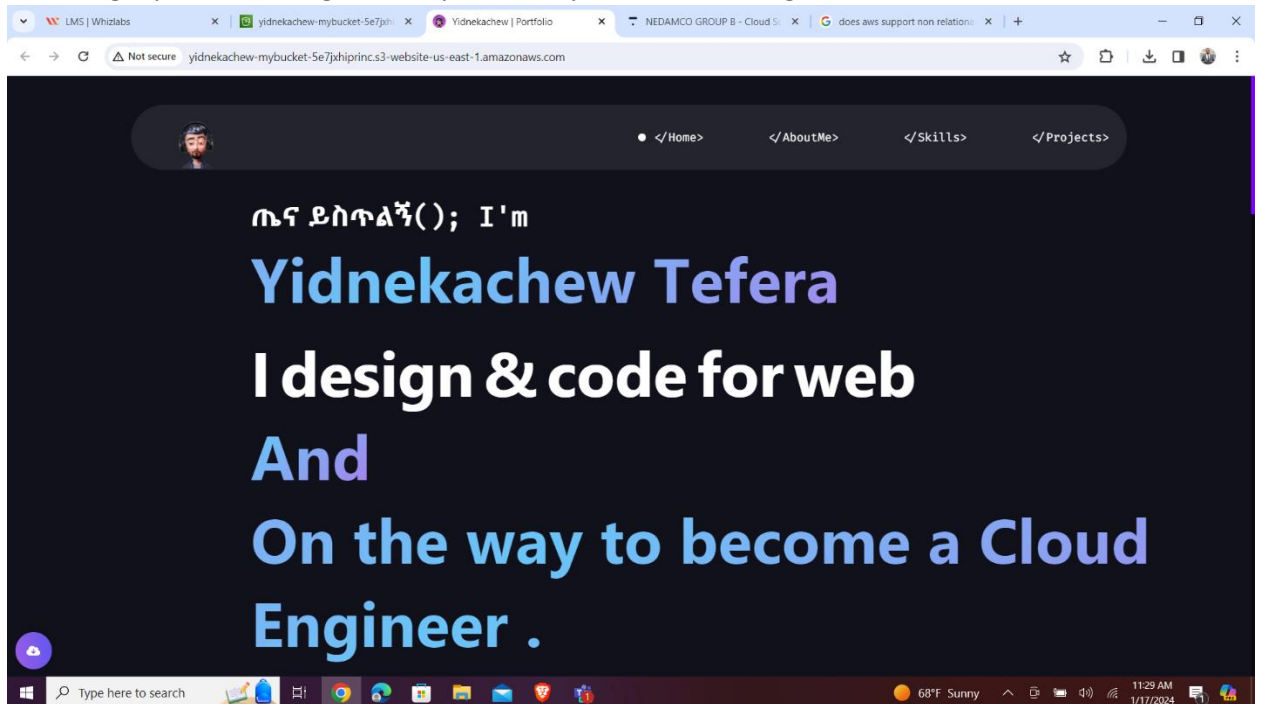 LMS | Whizlabs
yidnekachew-mybucket-5e7jxhi
Yidnekachew | Portfolio
NEDAMCO GROUP B - Cloud S
does aws support non relation
Not secure
yidnekachew-mybucket-5e7jxhiprinc.s3-website-us-east-1.amazonaws.com
</Home>
</AboutMe>
</Skills>
</Projects>
ጤና ይስጥልኝ(); I'm
Yidnekachew Tefera
I design & code for web
And
On the way to become a Cloud
Engineer .
Type here to search
68°F Sunny
11:29 AM
1/17/2024